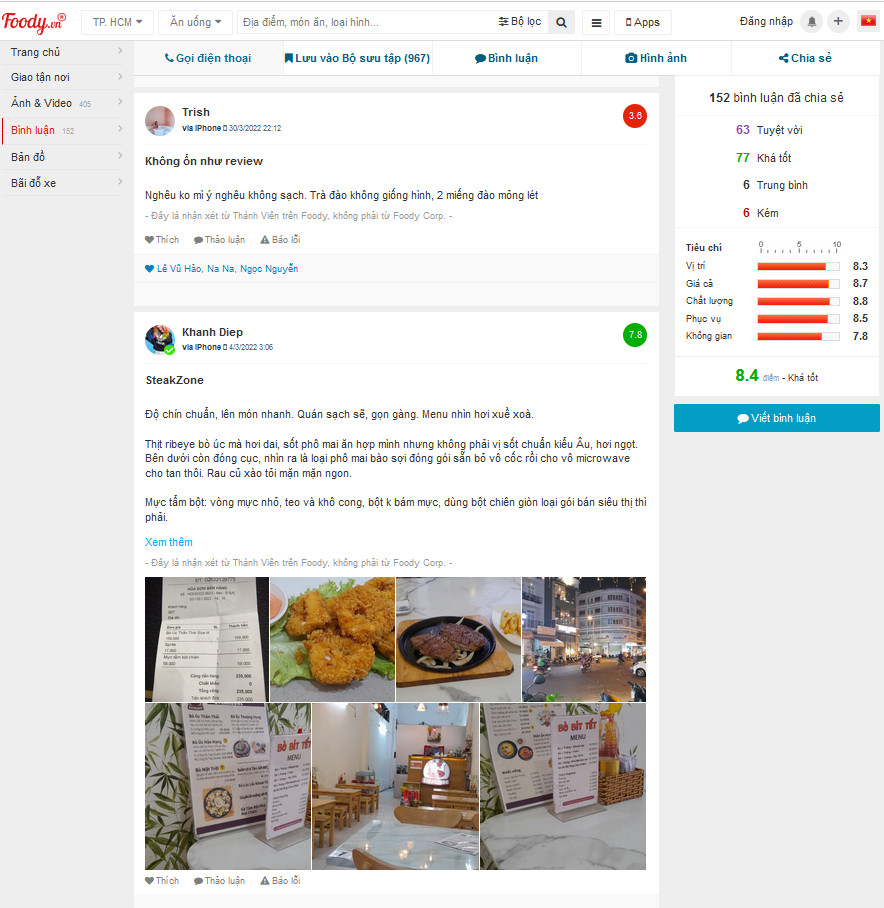 Foody.vn
TP. HCM
Ăn uống
Địa điểm, món ăn, loại hình...
Bộ lọc
Apps
Đăng nhập
Trang chủ
Giao tận nơi
Ảnh & Video 405
Bình luận 152
Bản đồ
Bãi đỗ xe
Gọi điện thoại
Lưu vào Bộ sưu tập (967)
Bình luận
Hình ảnh
Chia sẻ
Trish
via iPhone 30/3/2022 22:12
3.6
Không ổn như review
Nghêu ko mì ý nghêu không sạch. Trà đào không giống hình, 2 miếng đào mỏng lét
- Đây là nhận xét từ Thành Viên trên Foody, không phải từ Foody Corp. -
Thích Thảo luận Báo lỗi
Lê Vũ Hảo, Na Na, Ngọc Nguyễn
Khanh Diep
via iPhone 4/3/2022 3:06
7.8
SteakZone
Độ chín chuẩn, lên món nhanh. Quán sạch sẽ, gọn gàng. Menu nhìn hơi xuề xoà.
Thịt ribeye bò úc mà hơi dai, sốt phô mai ăn hợp mình nhưng không phải vị sốt chuẩn kiểu Âu, hơi ngọt.
Bên dưới còn đóng cục, nhìn ra là loại phô mai bào sợi đóng gói sẵn bỏ vô cốc rồi cho vô microwave
cho tan thôi. Rau củ xào tỏi mặn mặn ngon.
Mực tẩm bột: vòng mực nhỏ, teo và khô cong, bột k bám mực, dùng bột chiên giòn loại gói bán siêu thị thì
phải.
Xem thêm
- Đây là nhận xét từ Thành Viên trên Foody, không phải từ Foody Corp. -
HÓA ĐƠN BÁN HÀNG
BÒ BÍT TẾT
MENU
BÒ BÍT TẾT
MENU
Thích Thảo luận Báo lỗi
152 bình luận đã chia sẻ
63 Tuyệt vời
77 Khá tốt
6 Trung bình
6 Kém
Tiêu chí 0 5 10
Vị trí 8.3
Giá cả 8.7
Chất lượng 8.8
Phục vụ 8.5
Không gian 7.8
8.4 điểm - Khá tốt
Viết bình luận